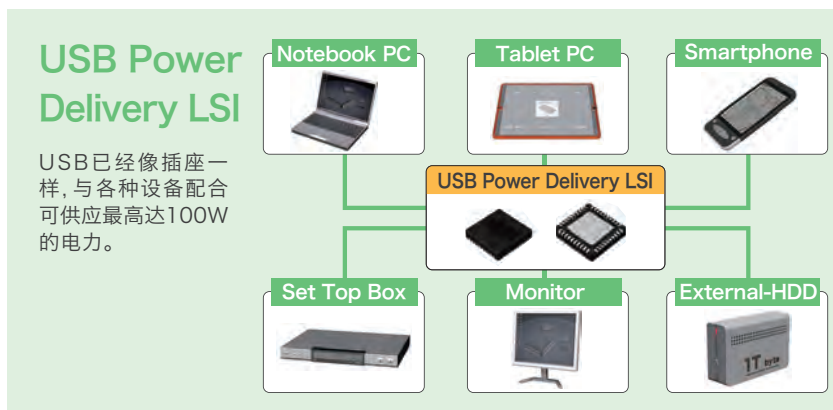 USB Power
Delivery LSI
USB已经像插座一
样,与各种设备配合
可供应最高达100W
的电力。
Notebook PC
Tablet PC
Smartphone
USB Power Delivery LSI
Set Top Box
Monitor
External-HDD
1T byte